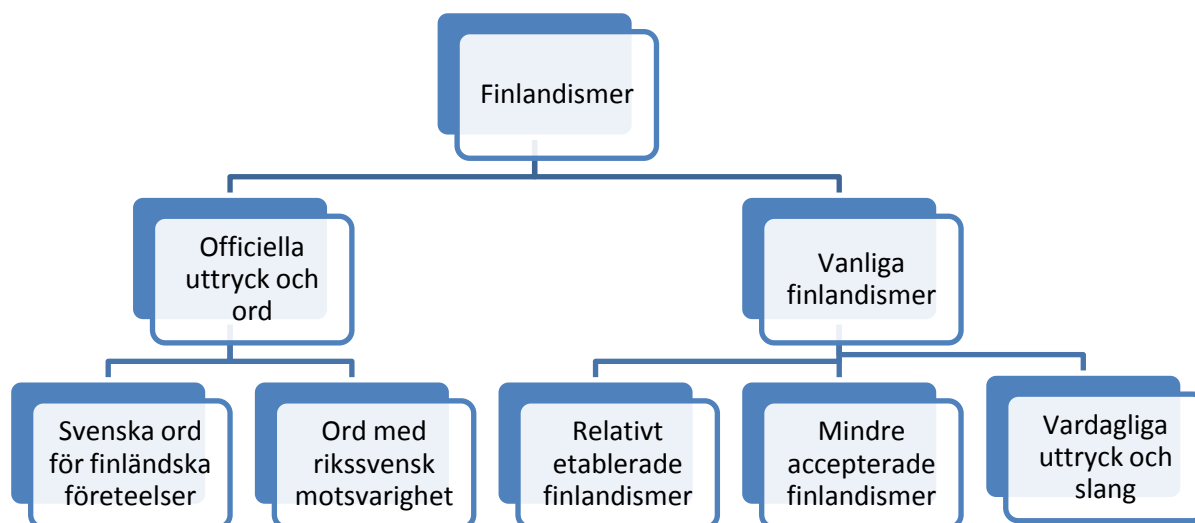 Finlandismer
Officiella
uttryck och
ord
Vanliga
finlandismer
Svenska ord
för finländska
företeelser
Ord med
rikssvensk
motsvarighet
Relativt
etablerade
finlandismer
Mindre
accepterade
finlandismer
Vardagliga
uttryck och
slang